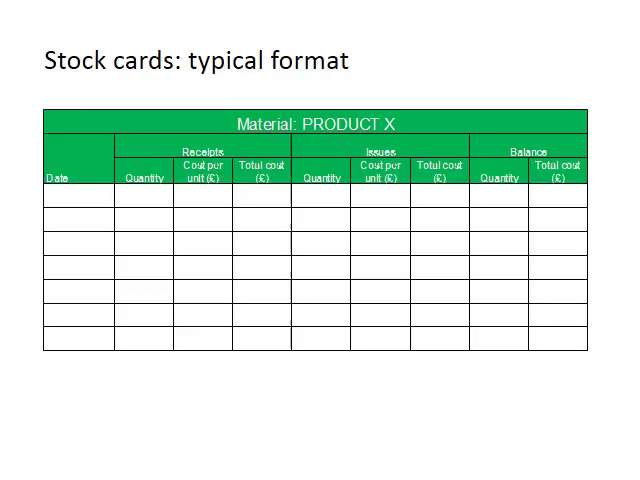 Stock cards: typical format
Material: PRODUCT X
Receipts Issues Balance
Cost per Total cost Cost per Total cost Total cost
Date Quantity unit (£) (£) Quantity unit (£) (£) Quantity (£)